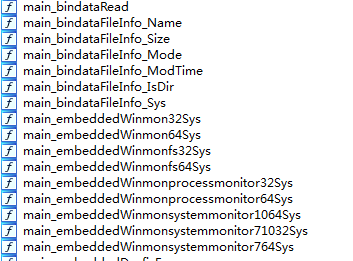 main_bindataRead
main_bindataFileInfo_Name
main_bindataFileInfo_Size
main_bindataFileInfo_Mode
main_bindataFileInfo_ModTime
main_bindataFileInfo_IsDir
main_bindataFileInfo_Sys
main_embeddedWinmon32Sys
main_embeddedWinmon64Sys
main_embeddedWinmonfs32Sys
main_embeddedWinmonfs64Sys
main_embeddedWinmonprocessmonitor32Sys
main_embeddedWinmonprocessmonitor64Sys
main_embeddedWinmonsystemmonitor1064Sys
main_embeddedWinmonsystemmonitor71032Sys
main_embeddedWinmonsystemmonitor764Sys